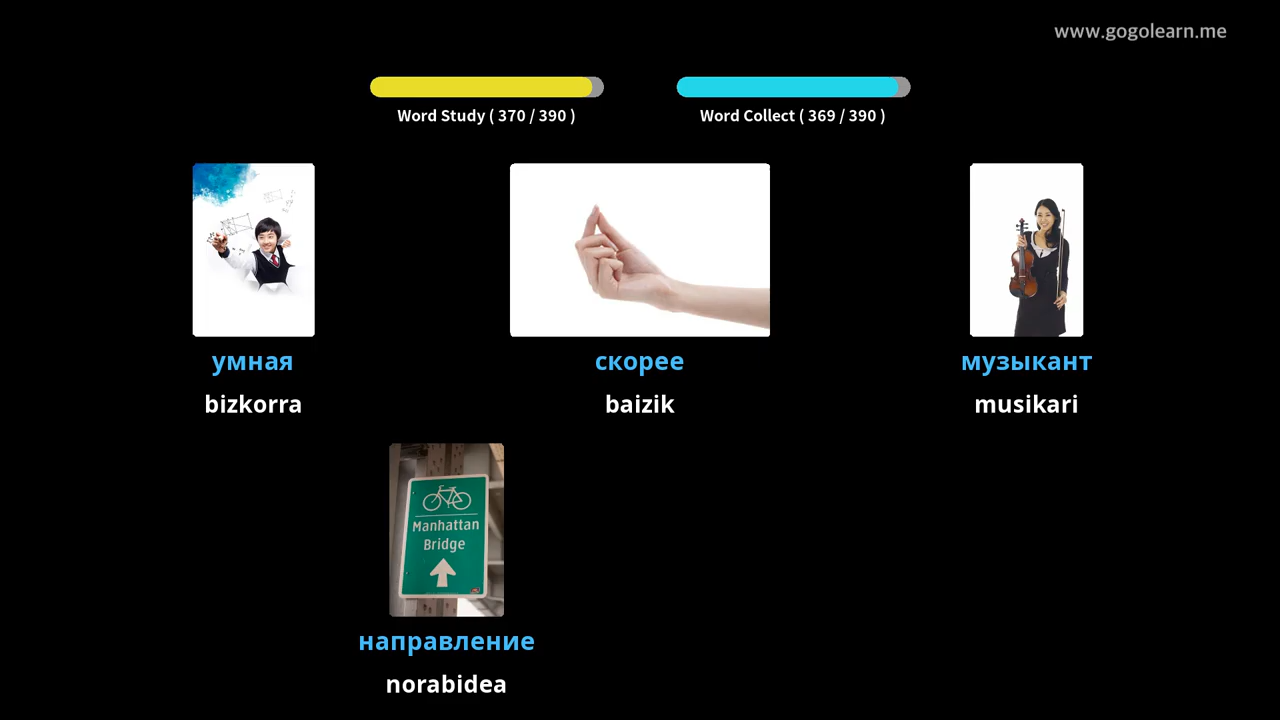 www.gogolearn.me
Word Study ( 370 / 390 )
Word Collect ( 369 / 390 )
умная
скорее
музыкант
bizkorra
baizik
musikari
Manhattan
Bridge
направление
norabidea